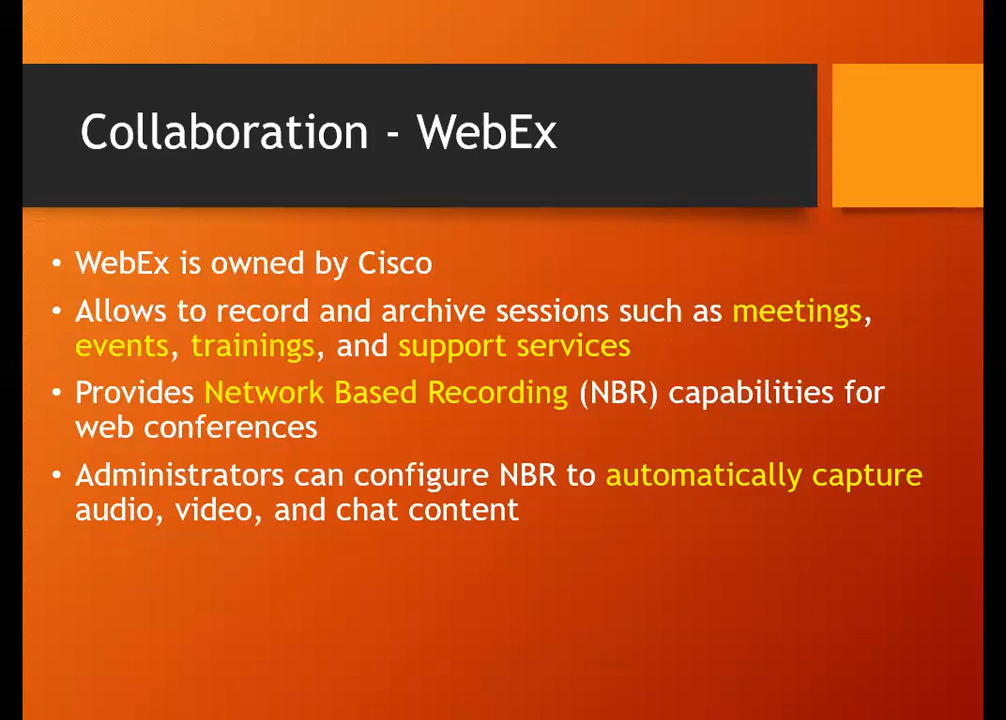 Collaboration - WebEx
• WebEx is owned by Cisco
• Allows to record and archive sessions such as meetings,
events, trainings, and support services
• Provides Network Based Recording (NBR) capabilities for
web conferences
• Administrators can configure NBR to automatically capture
audio, video, and chat content